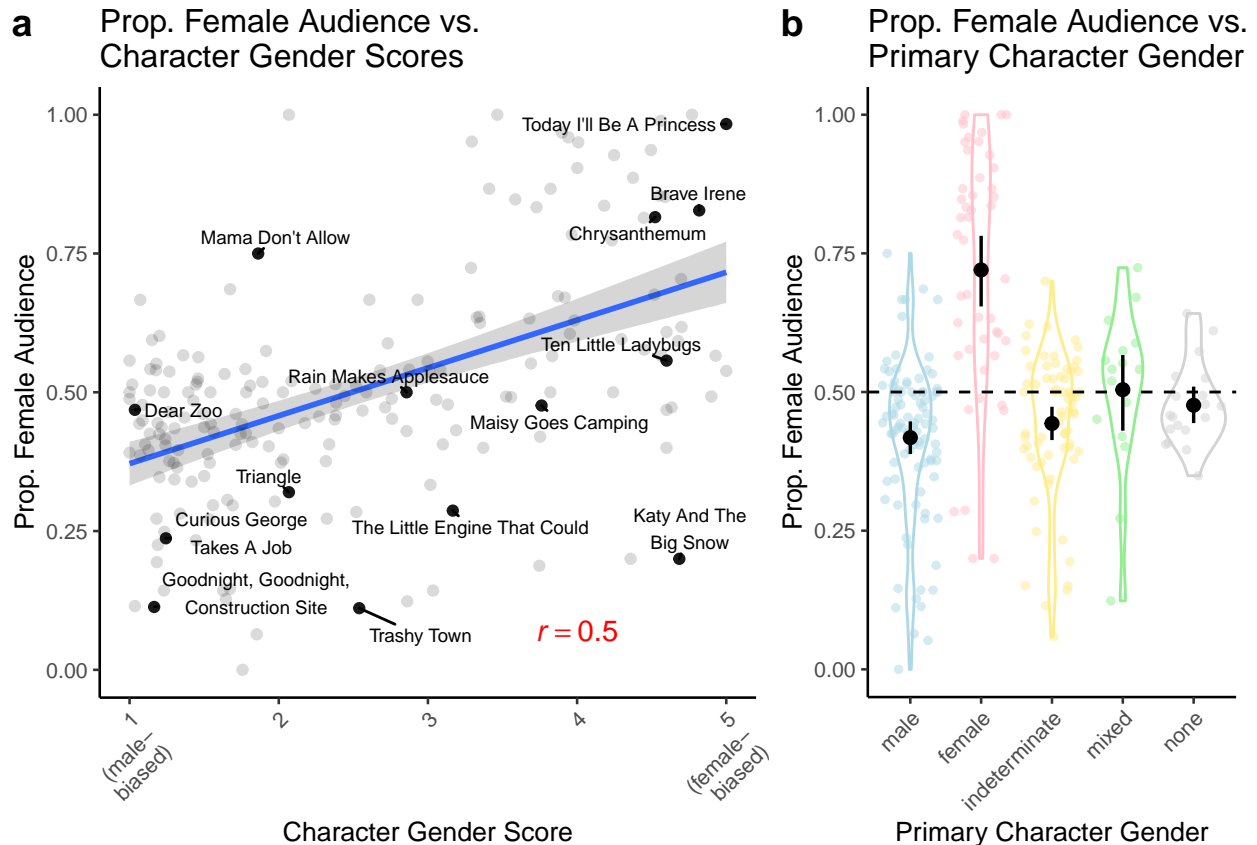 a
Prop. Female Audience vs.
Character Gender Scores
b
Prop. Female Audience vs.
Primary Character Gender
Prop. Female Audience
1.00
0.75
0.50
0.25
0.00
Today I'll Be A Princess
Brave Irene
Chrysanthemum
Mama Don't Allow
Ten Little Ladybugs
Rain Makes Applesauce
Dear Zoo
Maisy Goes Camping
Triangle
Curious George
Takes A Job
The Little Engine That Could
Katy And The
Big Snow
Goodnight, Goodnight,
Construction Site
Trashy Town
r = 0.5
1
(male–
biased)
2
3
4
5
(female–
biased)
Character Gender Score
Prop. Female Audience
1.00
0.75
0.50
0.25
0.00
male
female
indeterminate
mixed
none
Primary Character Gender